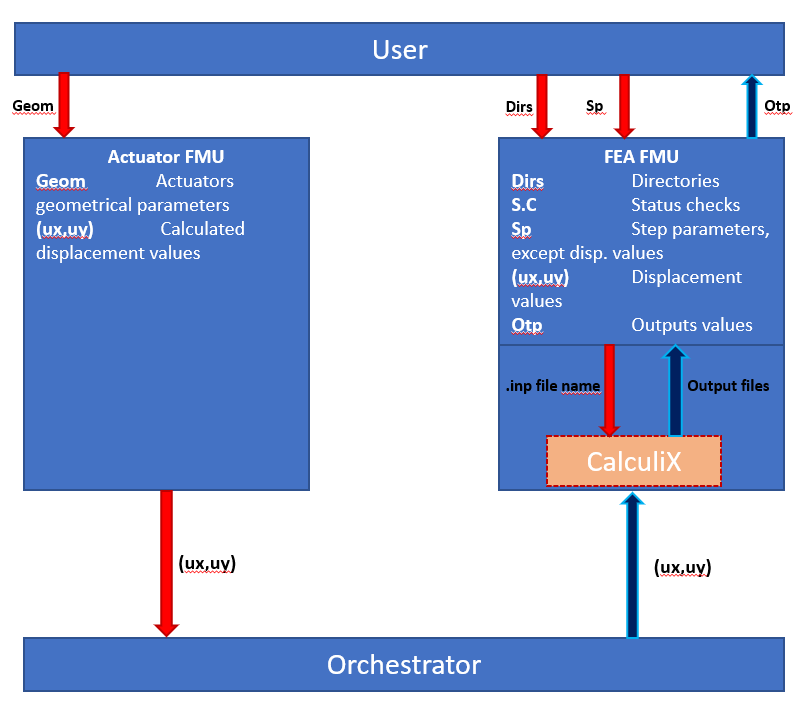 User
Geom
Dirs
Sp
Otp
Actuator FMU
Geom Actuators
geometrical parameters
(ux,uy) Calculated
displacement values
FEA FMU
Dirs Directories
S.C Status checks
Sp Step parameters,
except disp. values
(ux,uy) Displacement
values
Otp Outputs values
.inp file name
Output files
CalculiX
(ux,uy)
(ux,uy)
Orchestrator